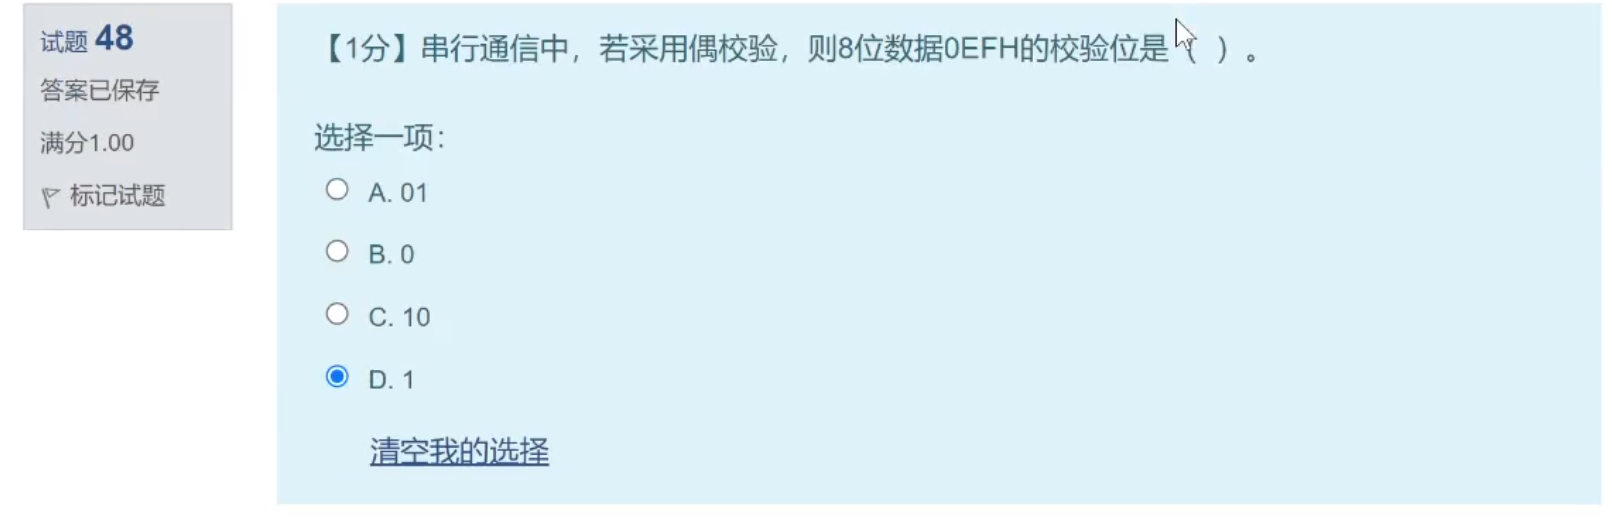 试题 48
答案已保存
满分1.00
标记试题
【1分】串行通信中，若采用偶校验，则8位数据0EFH的校验位是（ ）。
选择一项：
A. 01
B. 0
C. 10
D. 1
清空我的选择